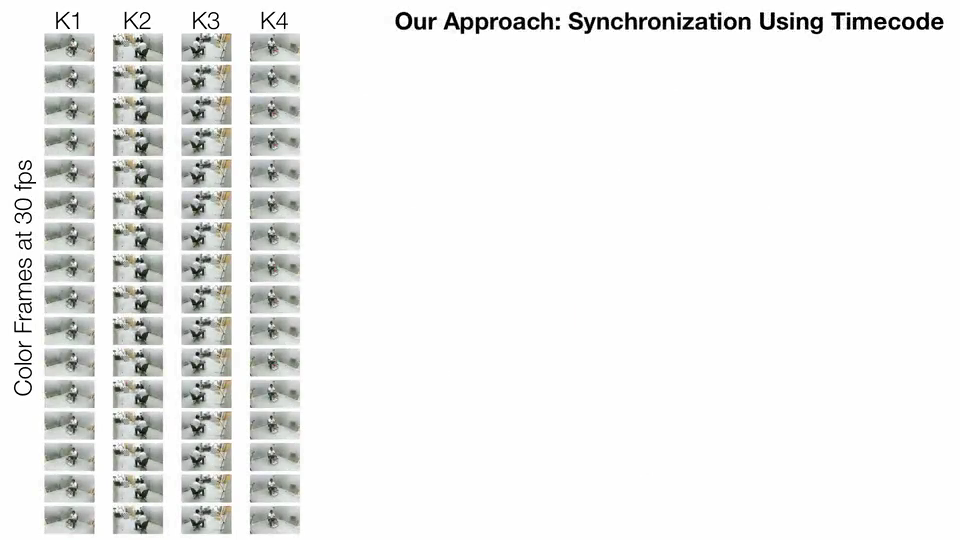 K1 K2 K3 K4
Our Approach: Synchronization Using Timecode
Color Frames at 30 fps